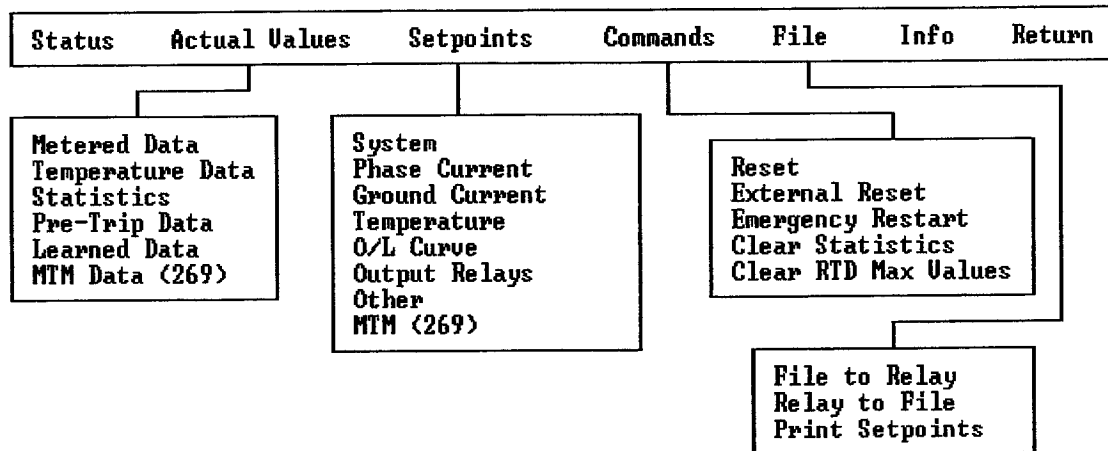 Status Actual Values Setpoints Commands File Info Return
Metered Data
Temperature Data
Statistics
Pre-Trip Data
Learned Data
MTM Data (269)
System
Phase Current
Ground Current
Temperature
O/L Curve
Output Relays
Other
MTM (269)
Reset
External Reset
Emergency Restart
Clear Statistics
Clear RTD Max Values
File to Relay
Relay to File
Print Setpoints